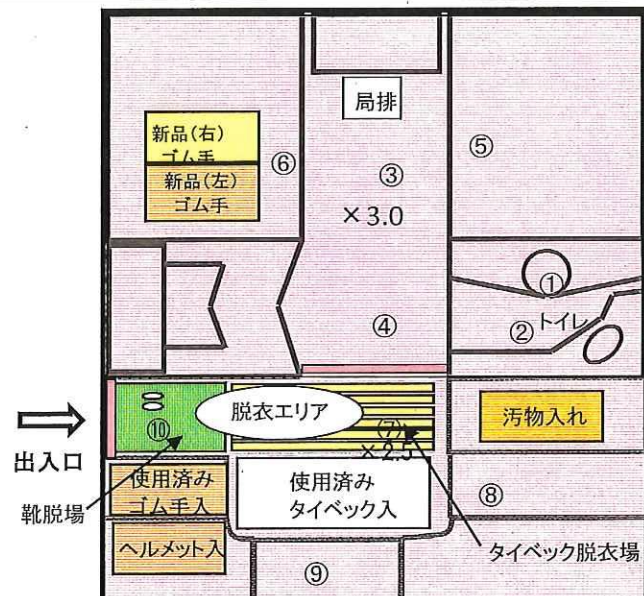 局排
新品(右)
ゴム手
新品(左)
ゴム手
⑥
③
×3.0
⑤
①
②
トイレ
④
脱衣エリア
⑦
×2.5
⑩
汚物入れ
出入口
靴脱場
使用済み
ゴム手入
使用済み
タイベック入
⑧
ヘルメット入
タイベック脱衣場
⑨